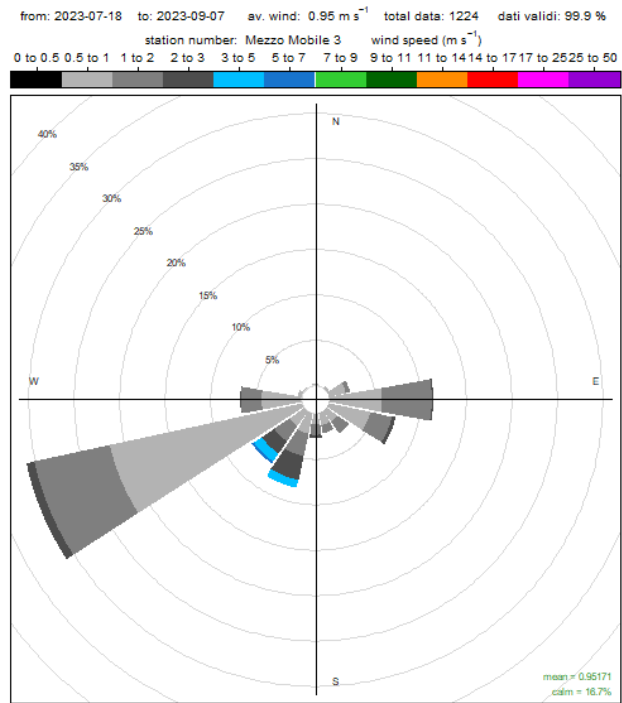 from: 2023-07-18 to: 2023-09-07 av. wind: 0.95 m s⁻¹ total data: 1224 dati validi: 99.9 %
station number: Mezzo Mobile 3 wind speed (m s⁻¹)
0 to 0.5 0.5 to 1 1 to 2 2 to 3 3 to 5 5 to 7 7 to 9 9 to 11 11 to 14 14 to 17 17 to 25 25 to 50
N
40%
35%
30%
25%
20%
15%
10%
5%
W
E
S
mean = 0.95171
calm = 16.7%